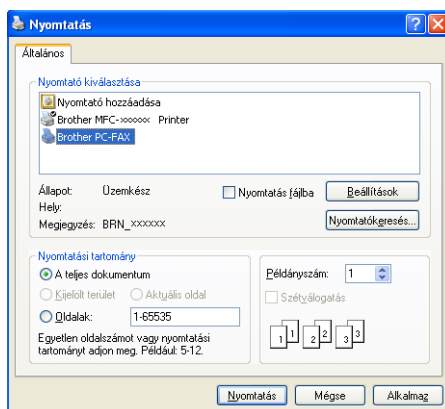 Nyomtatás
Általános
Nyomtató kiválasztása
Nyomtató hozzáadása
Brother MFC-xxxxxx Printer
Brother PC-FAX
Állapot: Üzemkész
Nyomtatás fájlba
Beállítások
Hely:
Megjegyzés: BRN_xxxxxx
Nyomtatókeresés...
Nyomtatási tartomány
A teljes dokumentum
Kijelölt terület
Aktuális oldal
Oldalak: 1-65535
Egyetlen oldalszámot vagy nyomtatási
tartományt adjon meg. Például: 5-12.
Példányszám: 1
Szétválogatás
1 1 2 2 3 3
Nyomtatás
Mégse
Alkalmaz